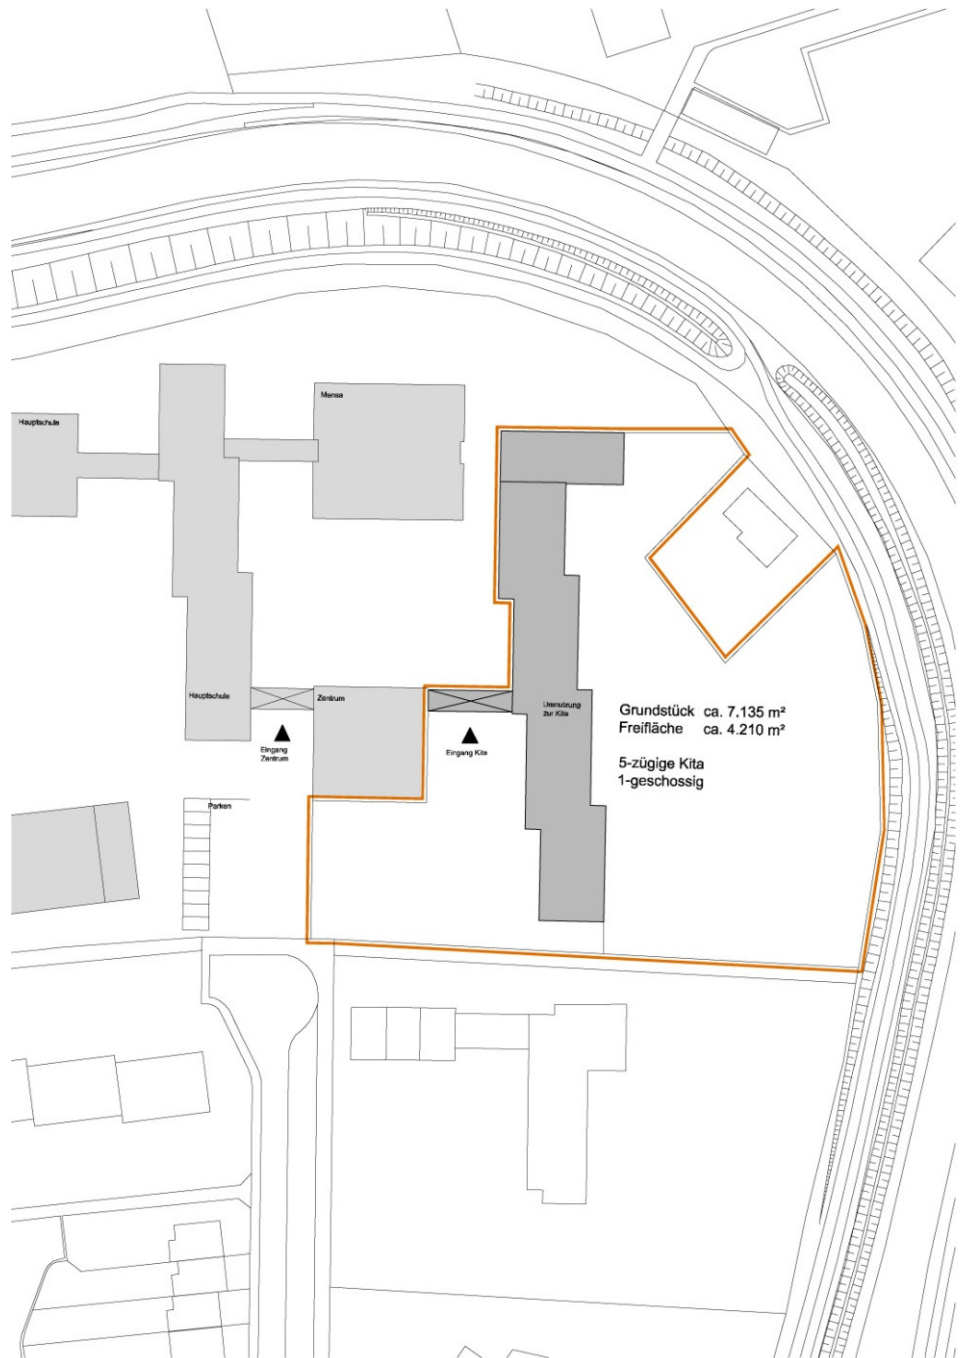 Mensa
Hauptschule
Hauptschule
Zentrum
Umnutzung
zur Kita
Grundstück ca. 7.135 m²
Freifläche ca. 4.210 m²
5-zügige Kita
1-geschossig
Eingang
Zentrum
Eingang Kita
Parken